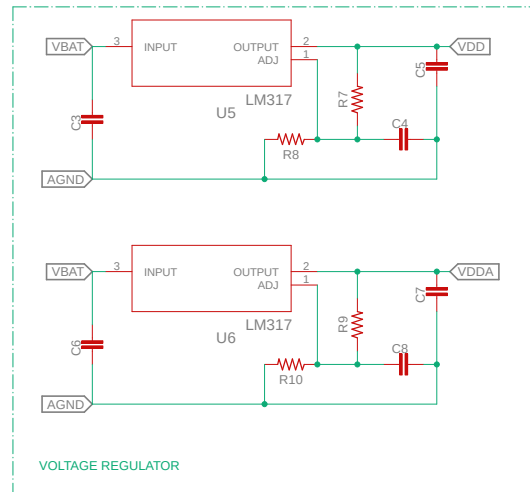 VBAT
3
INPUT
OUTPUT
2
ADJ
1
VDD
C5
R7
LM317
U5
C3
C4
R8
AGND
VBAT
3
INPUT
OUTPUT
2
ADJ
1
VDDA
C7
R9
LM317
U6
C6
C8
R10
AGND
VOLTAGE REGULATOR